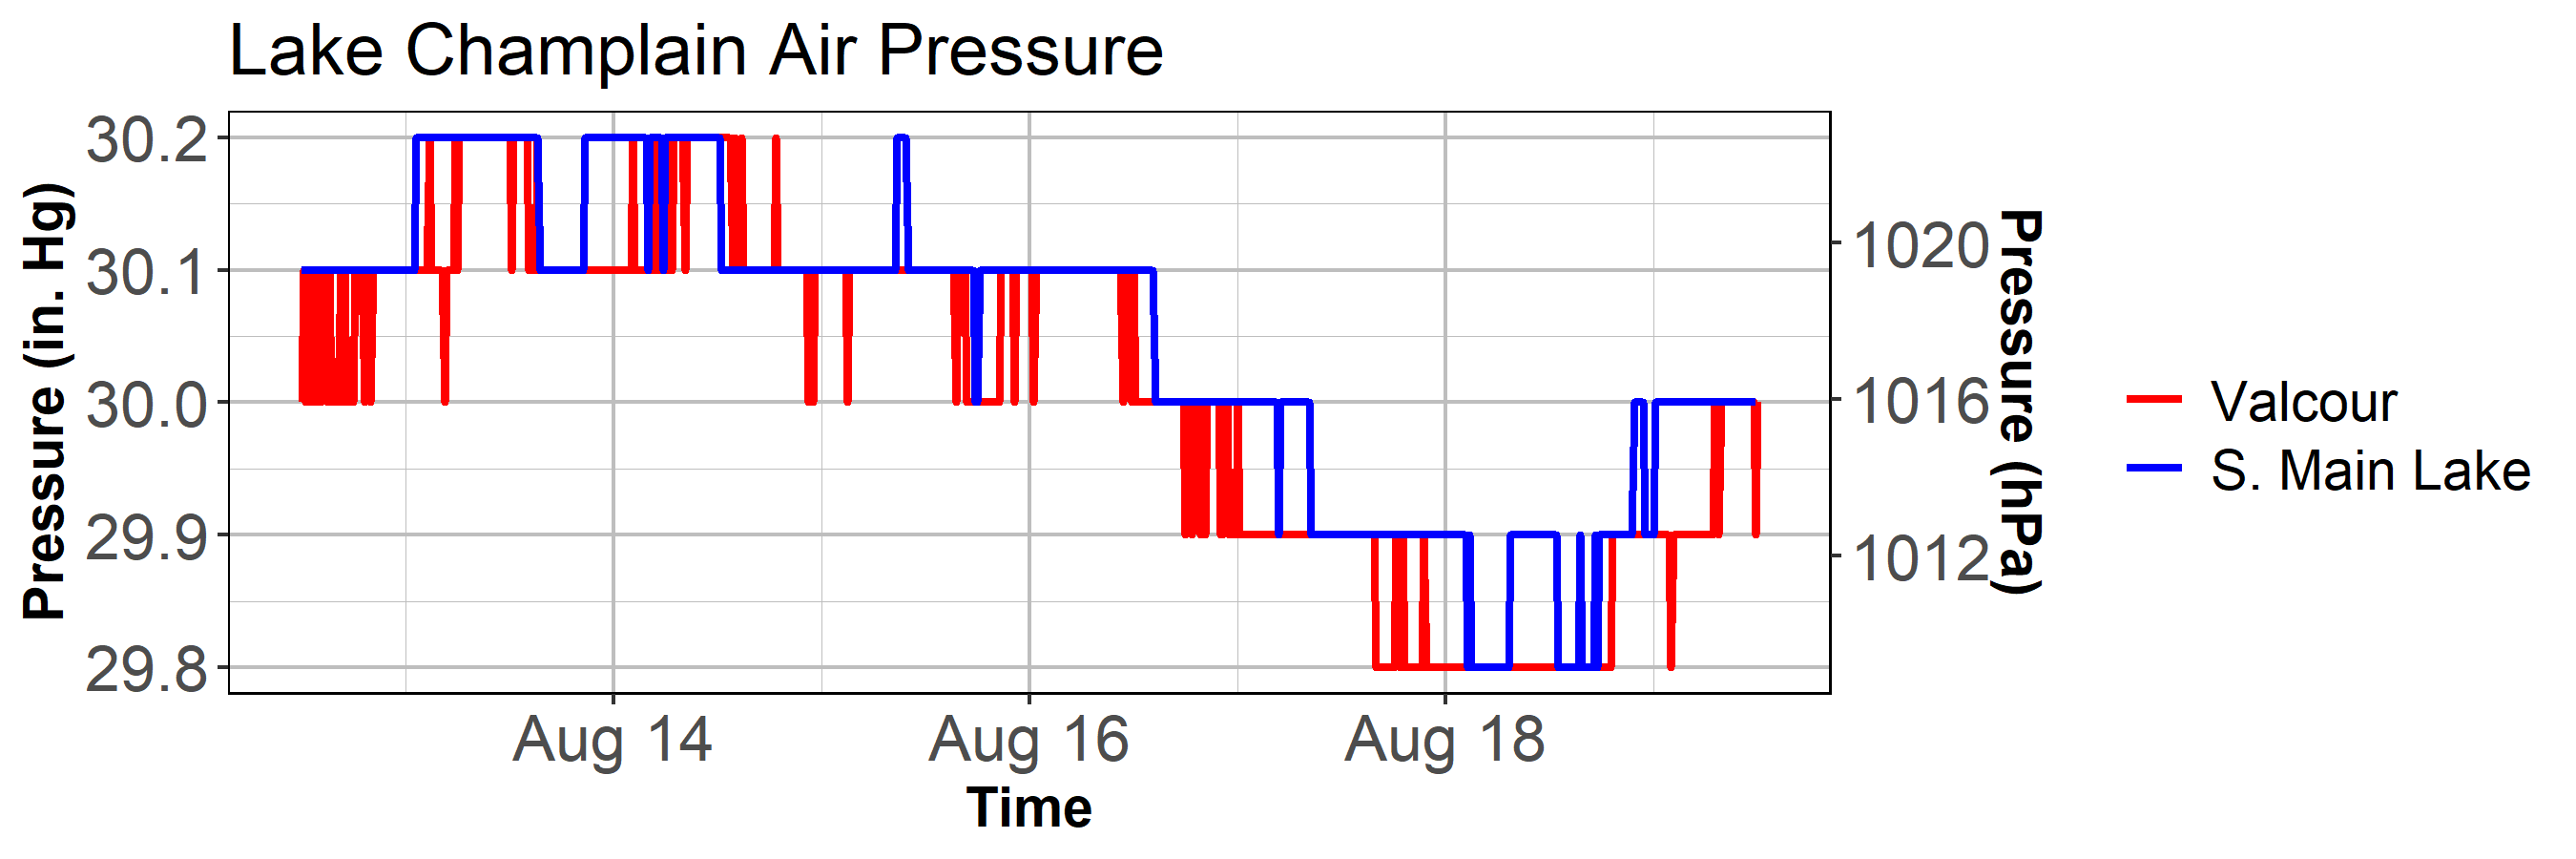 Lake Champlain Air Pressure
Pressure (in. Hg)
30.2
30.1
30.0
29.9
29.8
1020
1016
1012
Pressure (hPa)
Aug 14
Aug 16
Aug 18
Time
Valcour
S. Main Lake